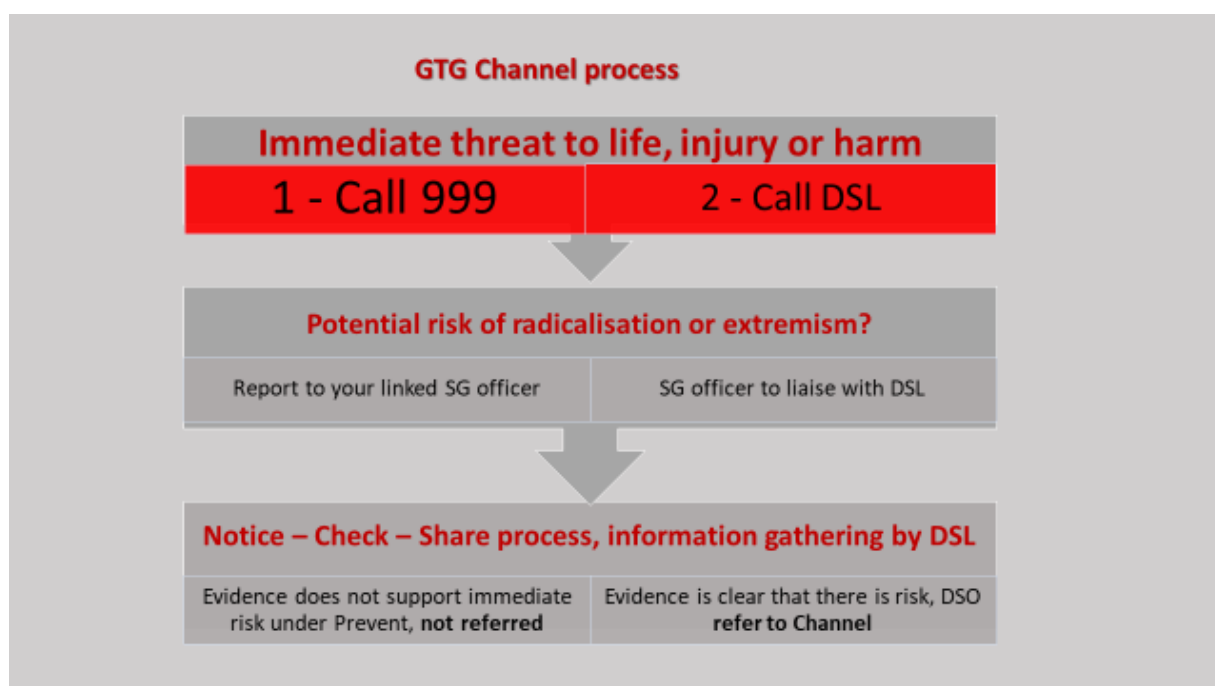 GTG Channel process
Immediate threat to life, injury or harm
1 - Call 999
2 - Call DSL
Potential risk of radicalisation or extremism?
Report to your linked SG officer
SG officer to liaise with DSL
Notice – Check – Share process, information gathering by DSL
Evidence does not support immediate
risk under Prevent, not referred
Evidence is clear that there is risk, DSO
refer to Channel